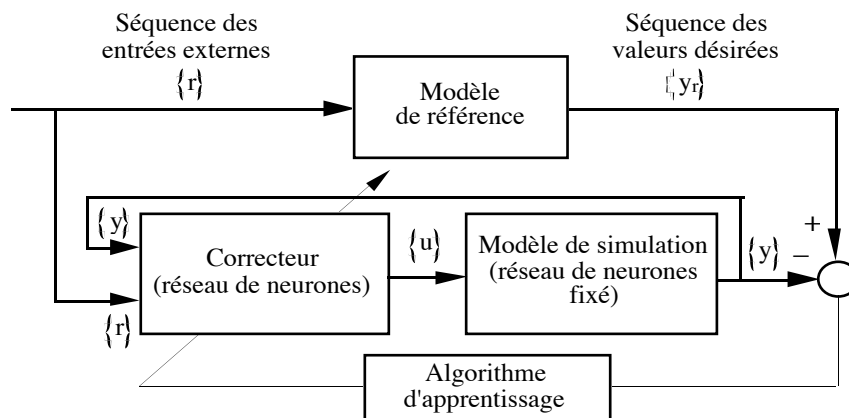 Séquence des
entrées externes
{r}
Séquence des
valeurs désirées
{yr}
Modèle
de référence
{y}
{r}
Correcteur
(réseau de neurones)
{u}
Modèle de simulation
(réseau de neurones
fixé)
{y}
+
−
Algorithme
d'apprentissage